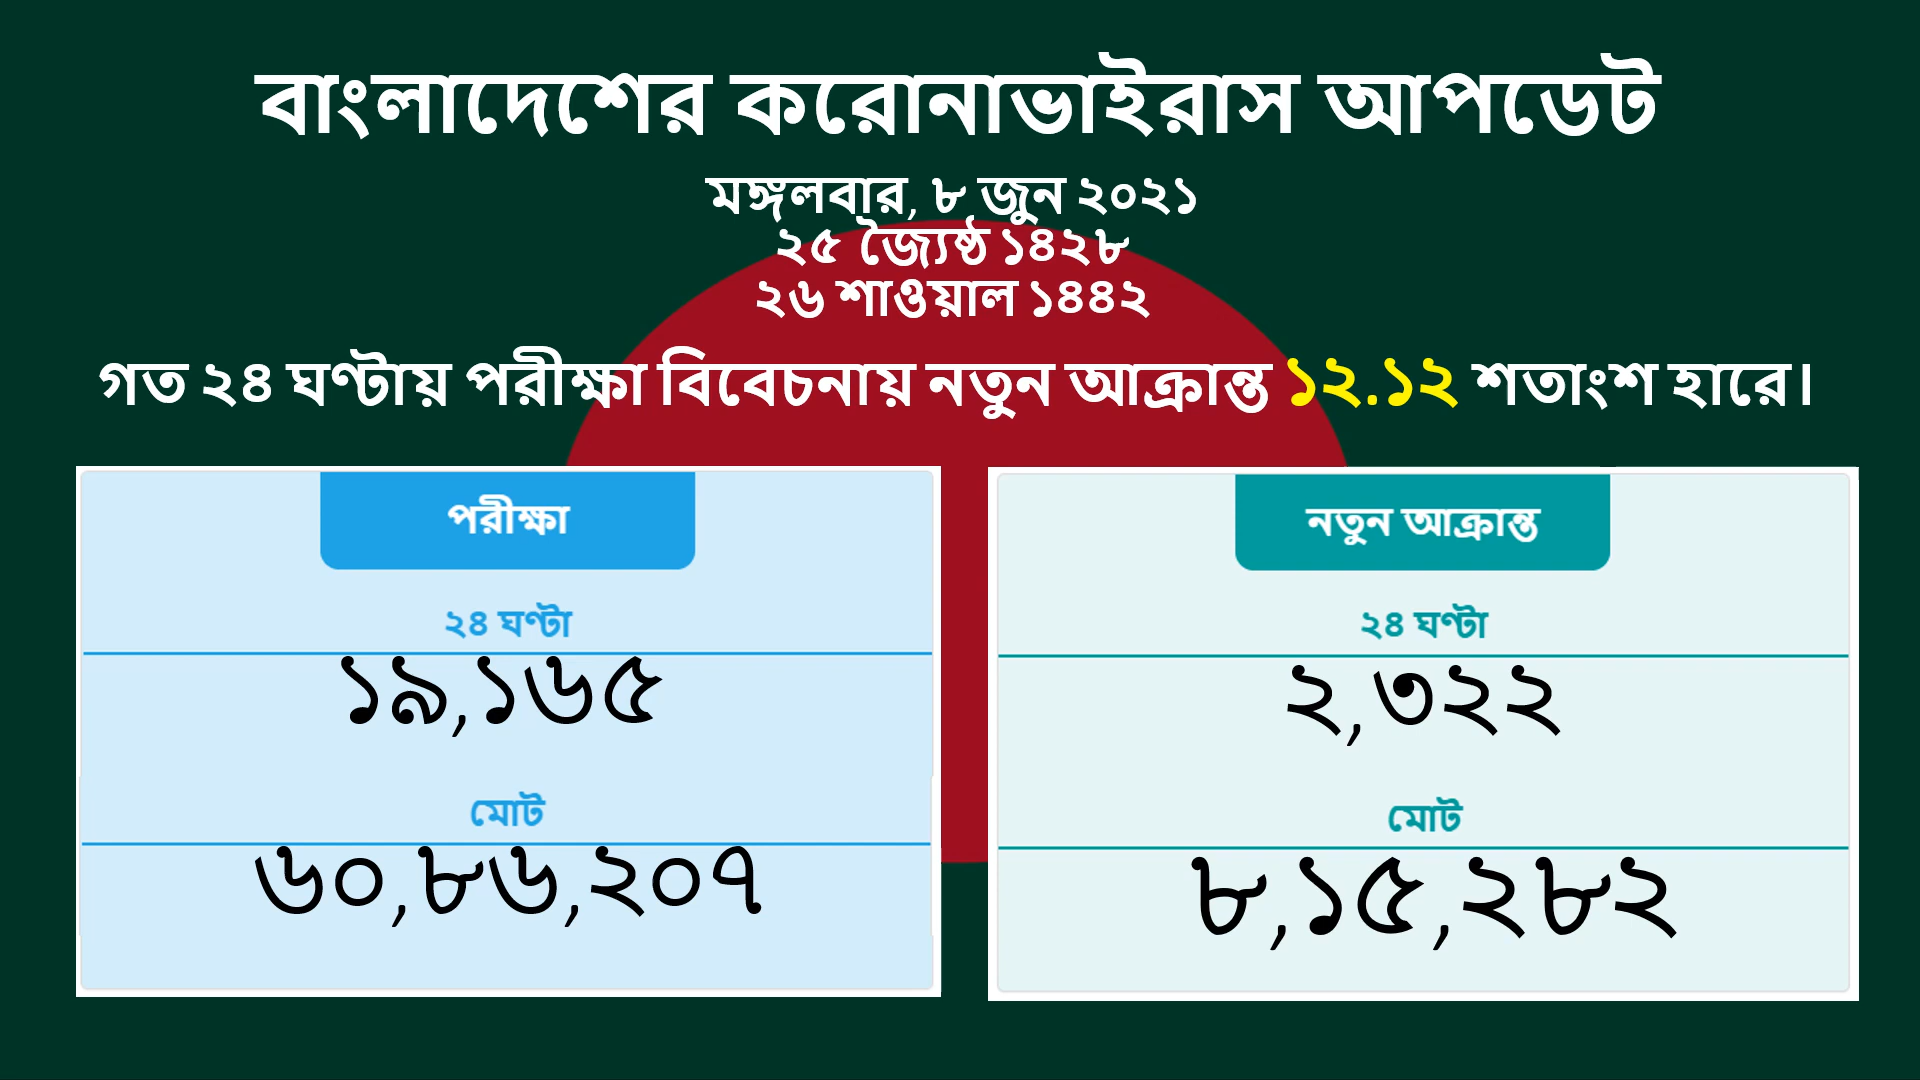 বাংলাদেশের করোনাভাইরাস আপডেট
মঙ্গলবার, ৮ জুন ২০২১
২৫ জ্যৈষ্ঠ ১৪২৮
২৬ শাওয়াল ১৪৪২
গত ২৪ ঘণ্টায় পরীক্ষা বিবেচনায় নতুন আক্রান্ত ১২.১২ শতাংশ হারে।
পরীক্ষা
২৪ ঘণ্টা
১৯,১৬৫
মোট
৬০,৮৬,২০৭
নতুন আক্রান্ত
২৪ ঘণ্টা
২,৩২২
মোট
৮,১৫,২৮২